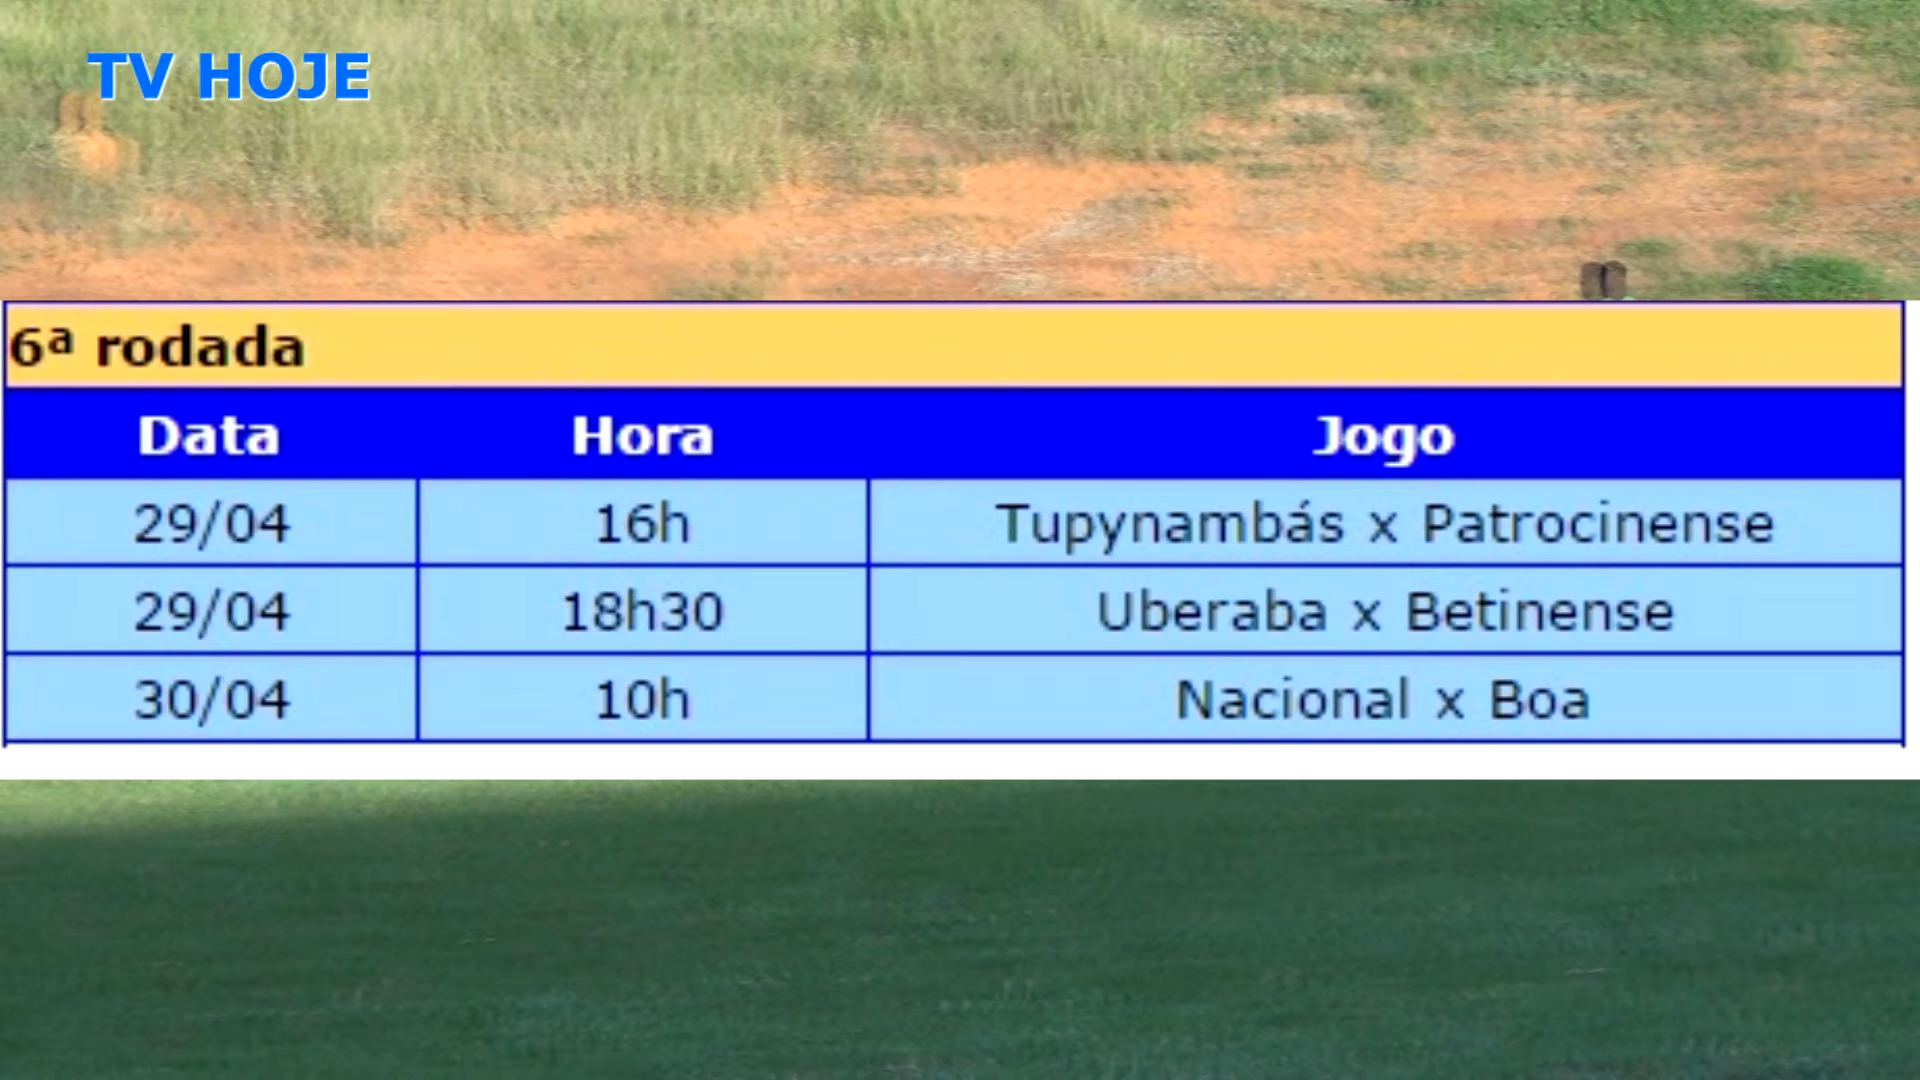 TV HOJE
6ª rodada
Data Hora Jogo
29/04 16h Tupynambás x Patrocinense
29/04 18h30 Uberaba x Betinense
30/04 10h Nacional x Boa